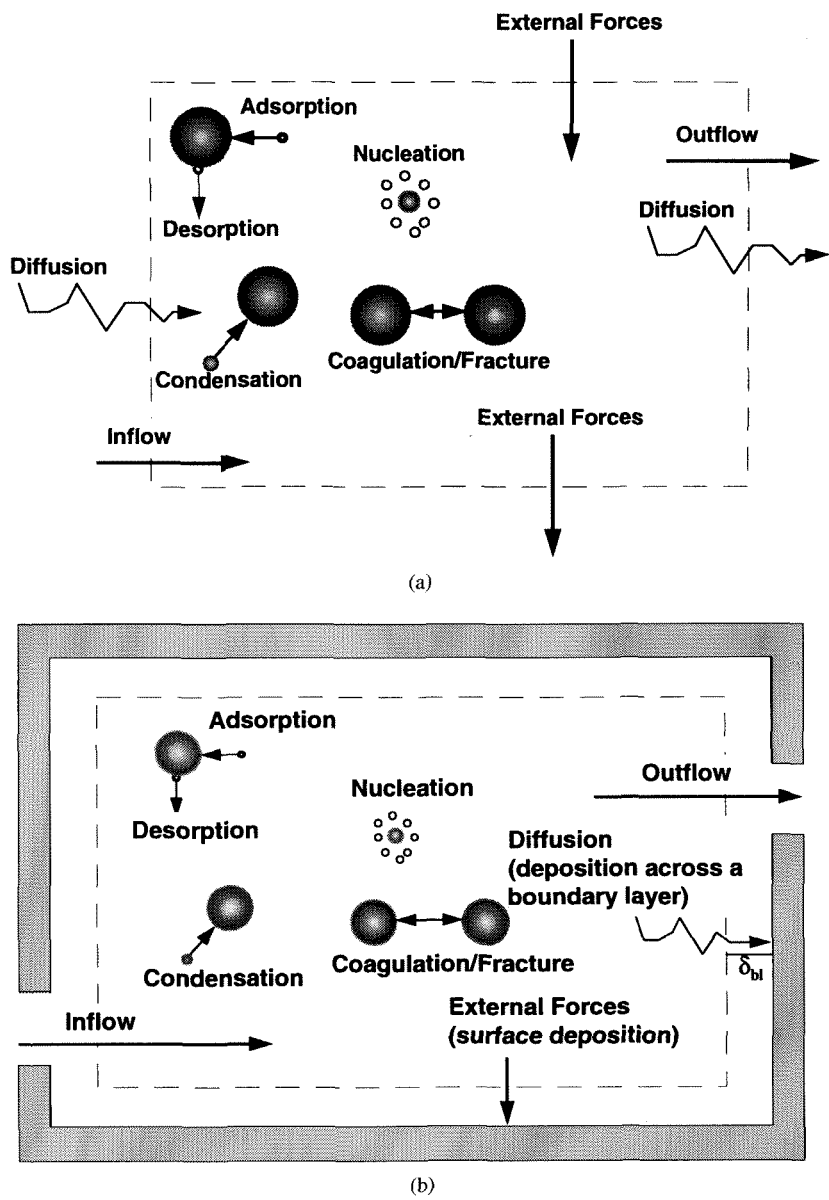 External Forces
Adsorption
Outflow
Nucleation
Diffusion
Desorption
Diffusion
Coagulation/Fracture
Condensation
External Forces
Inflow
(a)
Adsorption
Outflow
Nucleation
Desorption
Diffusion
(deposition across a
boundary layer)
Coagulation/Fracture
δbl
Condensation
External Forces
(surface deposition)
Inflow
(b)